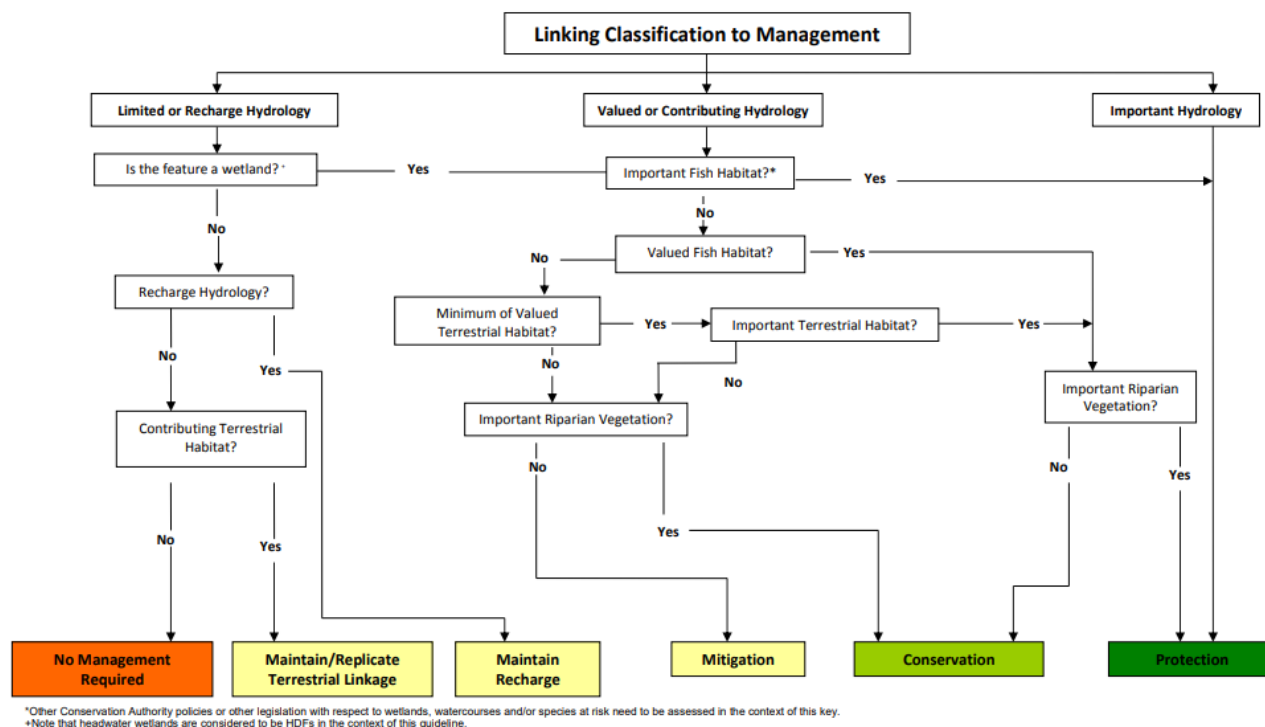 Linking Classification to Management
Limited or Recharge Hydrology
Valued or Contributing Hydrology
Important Hydrology
Is the feature a wetland? +
Yes
Important Fish Habitat?*
Yes
No
No
Valued Fish Habitat?
Yes
No
Recharge Hydrology?
Minimum of Valued
Terrestrial Habitat?
Yes
Important Terrestrial Habitat?
Yes
No
Yes
No
No
Important Riparian
Vegetation?
Contributing Terrestrial
Habitat?
Important Riparian Vegetation?
No
No
Yes
No
Yes
Yes
No
Management
Required
Maintain/Replicate
Terrestrial Linkage
Maintain
Recharge
Mitigation
Conservation
Protection
*Other Conservation Authority policies or other legislation with respect to wetlands, watercourses and/or species at risk need to be assessed in the context of this key.
+Note that headwater wetlands are considered to be HDFs in the context of this guideline.